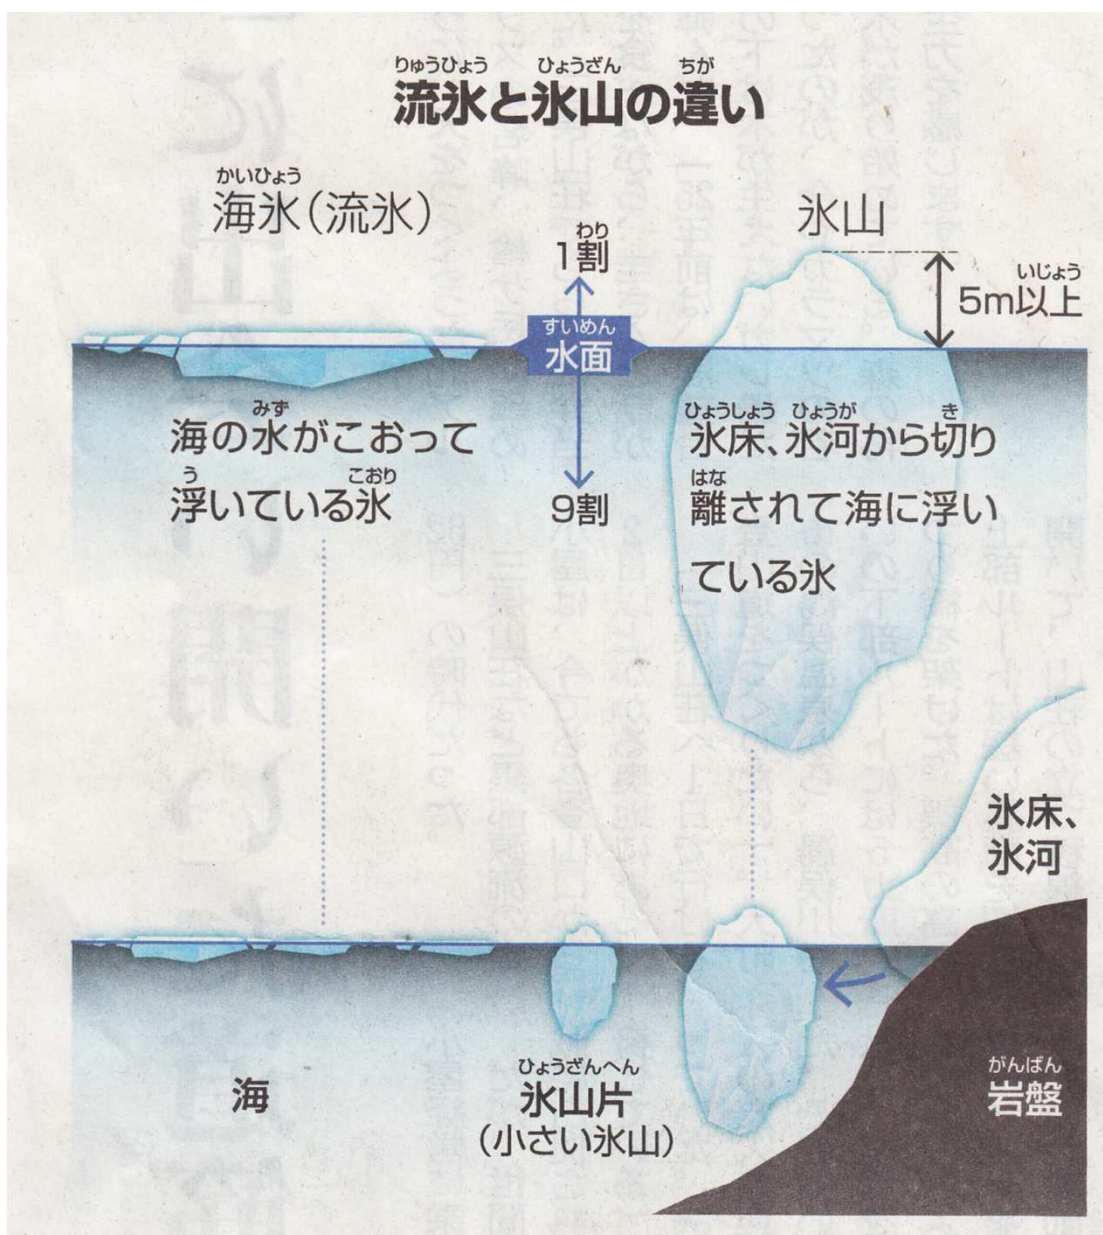 りゅうひょう ひょうざん ちが
流氷と氷山の違い
かいひょう
海氷(流氷)
氷山
わり
1割
いじょう
5m以上
すいめん
水面
みず
海の水がこおって
う こおり
浮いている氷
9割
ひょうしょう ひょうが き
氷床、氷河から切り
はな
離されて海に浮い
ている氷
氷床、
氷河
海
ひょうざんへん
氷山片
(小さい氷山)
がんばん
岩盤